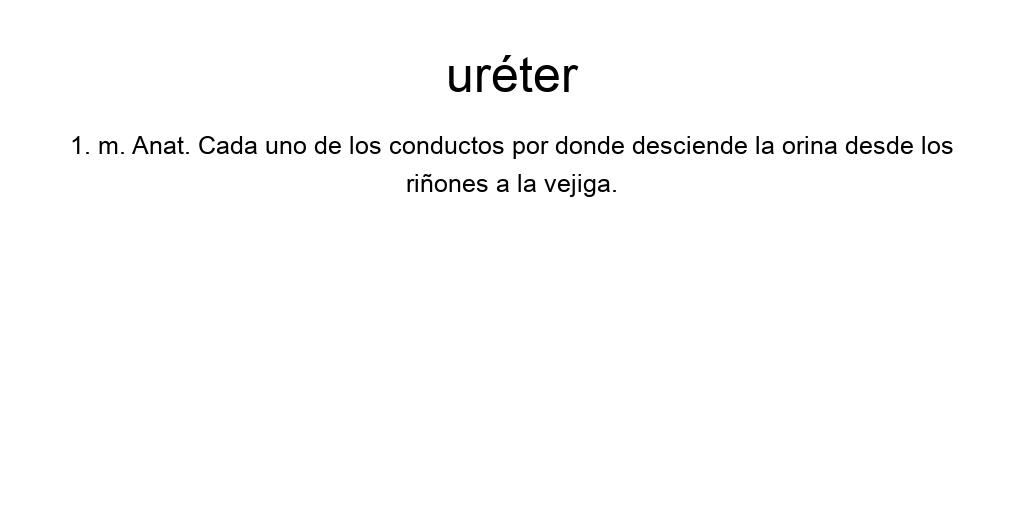 uréter
1. m. Anat. Cada uno de los conductos por donde desciende la orina desde los
riñones a la vejiga.